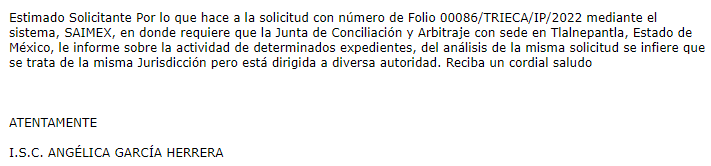 Estimado Solicitante Por lo que hace a la solicitud con número de Folio 00086/TRIECA/IP/2022 mediante el
sistema, SAIMEX, en donde requiere que la Junta de Conciliación y Arbitraje con sede en Tlalnepantla, Estado de
México, le informe sobre la actividad de determinados expedientes, del análisis de la misma solicitud se infiere que
se trata de la misma Jurisdicción pero está dirigida a diversa autoridad. Reciba un cordial saludo
ATENTAMENTE
I.S.C. ANGÉLICA GARCÍA HERRERA